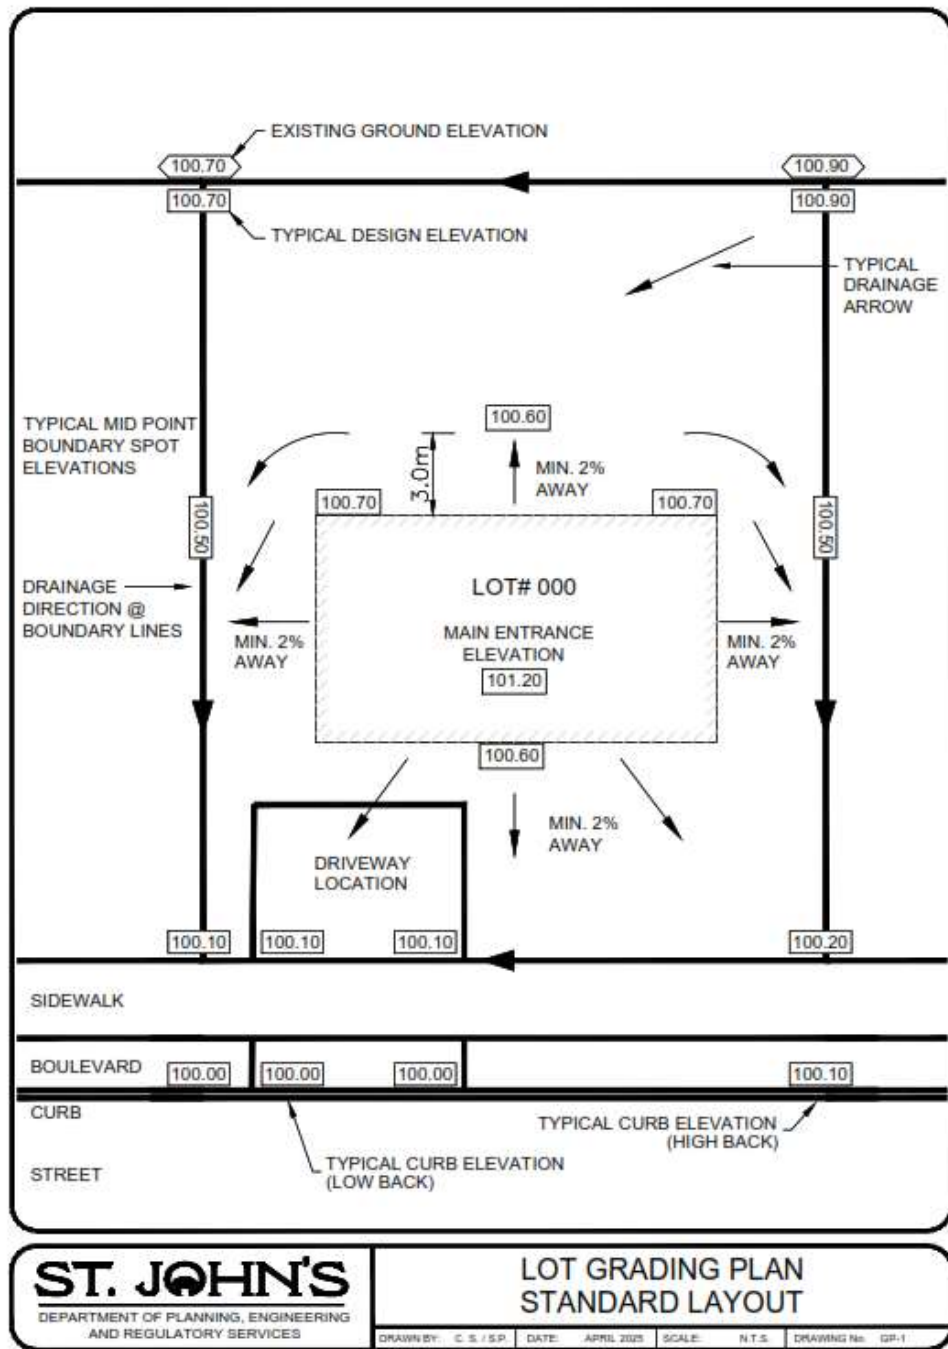 EXISTING GROUND ELEVATION
100.70
100.90
100.70
100.90
TYPICAL DESIGN ELEVATION
TYPICAL
DRAINAGE
ARROW
100.60
TYPICAL MID POINT
BOUNDARY SPOT
ELEVATIONS
3.0m
MIN. 2%
AWAY
100.70
100.70
100.50
100.50
LOT# 000
DRAINAGE
DIRECTION @
BOUNDARY LINES
MAIN ENTRANCE
ELEVATION
101.20
MIN. 2%
AWAY
MIN. 2%
AWAY
100.60
MIN. 2%
AWAY
DRIVEWAY
LOCATION
100.10
100.10
100.10
100.20
SIDEWALK
BOULEVARD
100.00
100.00
100.00
100.10
CURB
TYPICAL CURB ELEVATION
(HIGH BACK)
TYPICAL CURB ELEVATION
(LOW BACK)
STREET
ST. JOHN'S
DEPARTMENT OF PLANNING, ENGINEERING
AND REGULATORY SERVICES
LOT GRADING PLAN
STANDARD LAYOUT
DRAWN BY: C. S. / S.P. DATE: APRIL 2025 SCALE: N.T.S. DRAWING No. GP-1